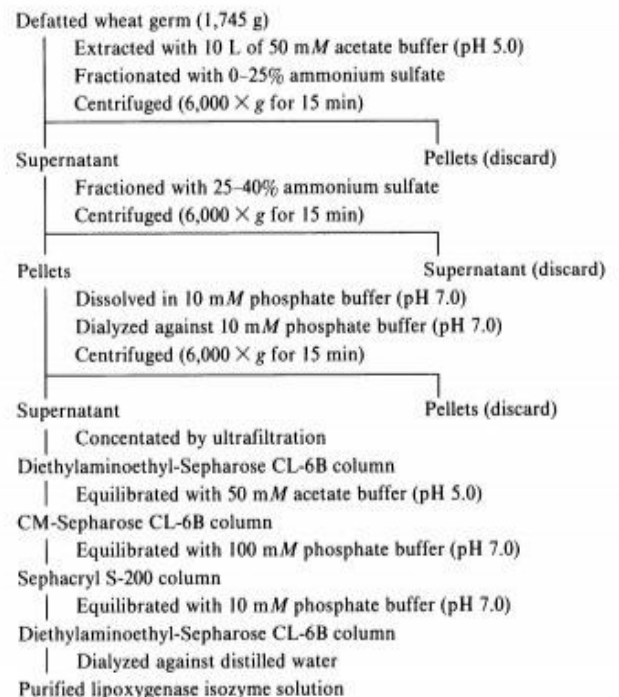 Defatted wheat germ (1,745 g)
Extracted with 10 L of 50 mM acetate buffer (pH 5.0)
Fractionated with 0–25% ammonium sulfate
Centrifuged (6,000 × g for 15 min)
Supernatant Pellets (discard)
Fractioned with 25–40% ammonium sulfate
Centrifuged (6,000 × g for 15 min)
Pellets Supernatant (discard)
Dissolved in 10 mM phosphate buffer (pH 7.0)
Dialyzed against 10 mM phosphate buffer (pH 7.0)
Centrifuged (6,000 × g for 15 min)
Supernatant Pellets (discard)
Concentated by ultrafiltration
Diethylaminoethyl-Sepharose CL-6B column
Equilibrated with 50 mM acetate buffer (pH 5.0)
CM-Sepharose CL-6B column
Equilibrated with 100 mM phosphate buffer (pH 7.0)
Sephacryl S-200 column
Equilibrated with 10 mM phosphate buffer (pH 7.0)
Diethylaminoethyl-Sepharose CL-6B column
Dialyzed against distilled water
Purified lipoxygenase isozyme solution